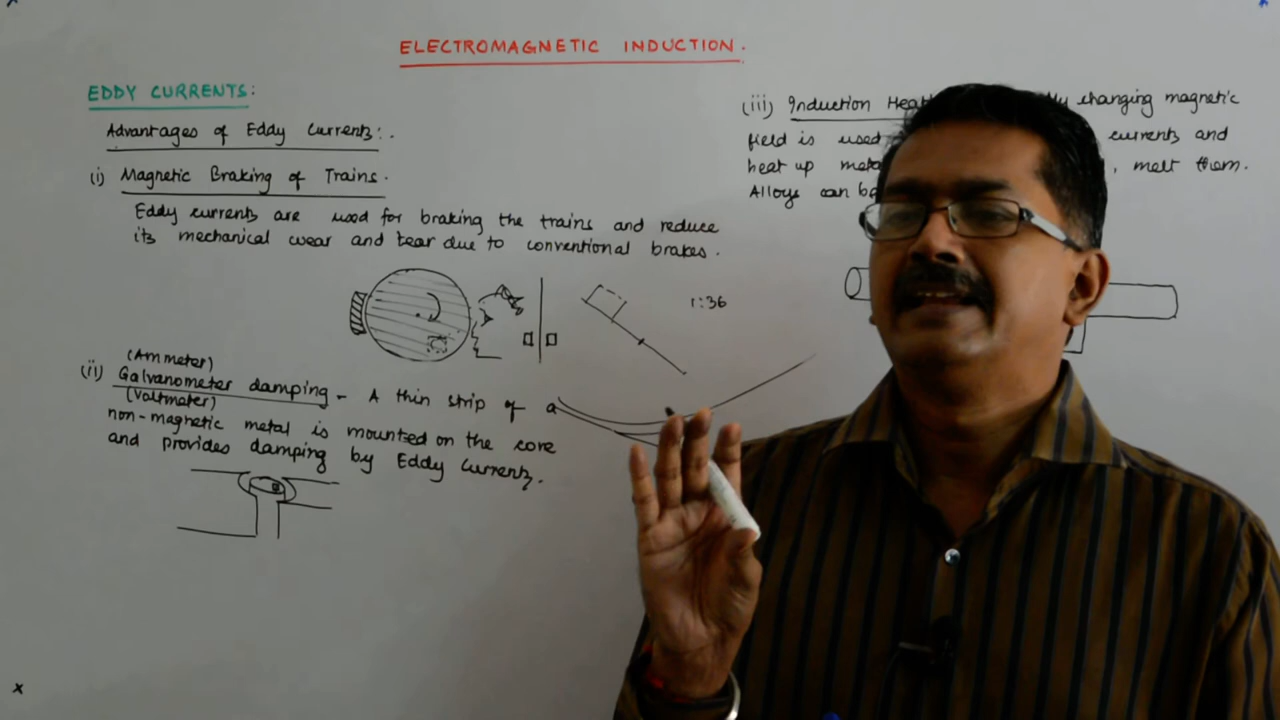 ELECTROMAGNETIC INDUCTION.
EDDY CURRENTS:
Advantages of Eddy Currents:.
(i) Magnetic Braking of Trains.
Eddy currents are used for braking the trains and reduce
its mechanical wear and tear due to conventional brakes.
1:36
(Ammeter)
(ii) Galvanometer damping - A thin strip of a
(Voltmeter)
non-magnetic metal is mounted on the core
and provides damping by Eddy Currents.
(iii) Induction changing magnetic
field is used currents and
heat up , melt them.
Alloys can
x